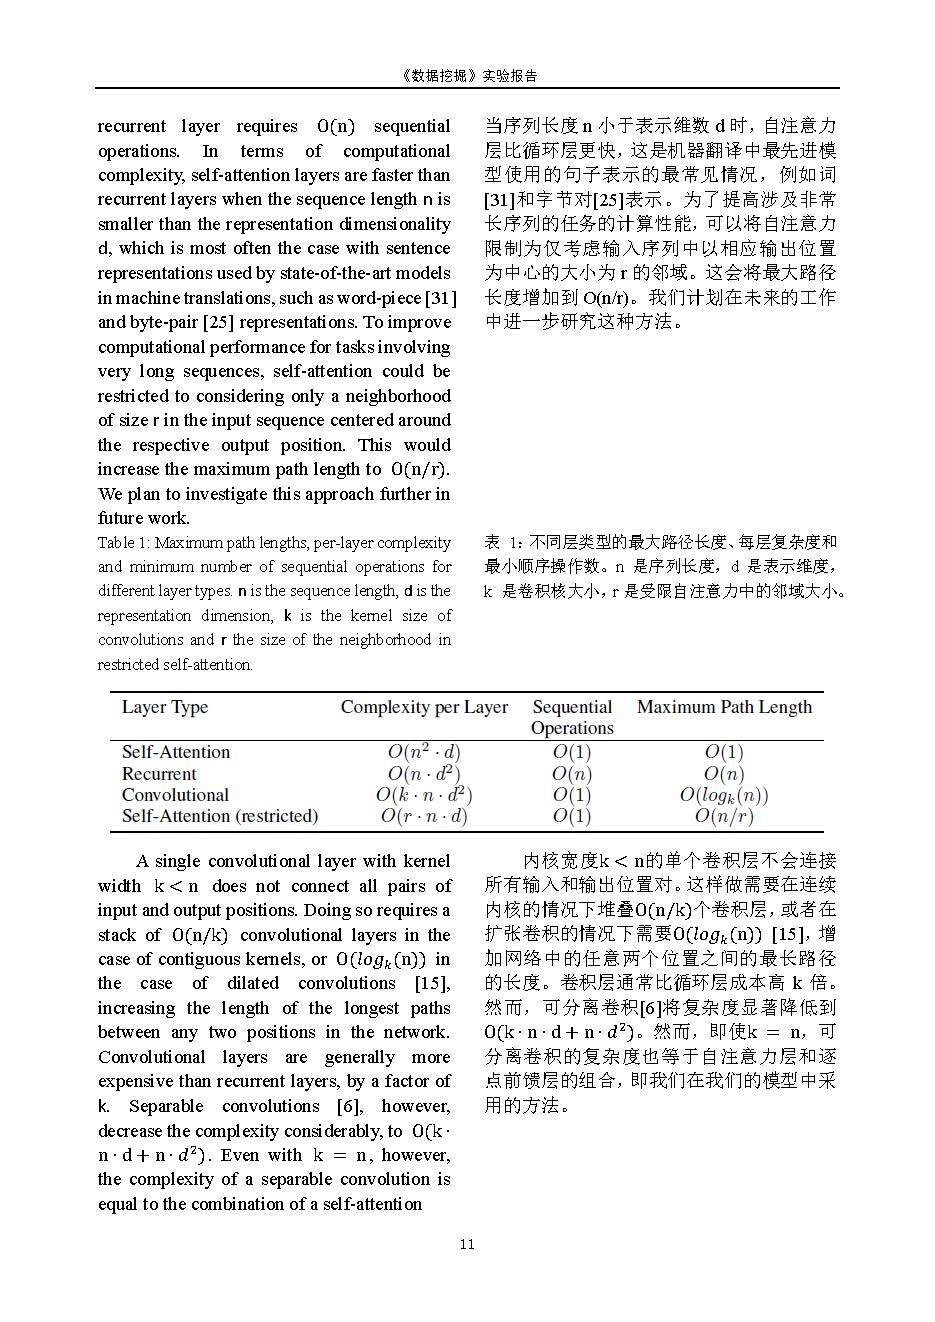 《数据挖掘》实验报告
recurrent layer requires O(n) sequential
operations. In terms of computational
complexity, self-attention layers are faster than
recurrent layers when the sequence length n is
smaller than the representation dimensionality
d, which is most often the case with sentence
representations used by state-of-the-art models
in machine translations, such as word-piece [31]
and byte-pair [25] representations. To improve
computational performance for tasks involving
very long sequences, self-attention could be
restricted to considering only a neighborhood
of size r in the input sequence centered around
the respective output position. This would
increase the maximum path length to O(n/r).
We plan to investigate this approach further in
future work.
当序列长度 n 小于表示维数 d 时，自注意力
层比循环层更快，这是机器翻译中最先进模
型使用的句子表示的最常见情况，例如词
[31]和字节对[25]表示。为了提高涉及非常
长序列的任务的计算性能，可以将自注意力
限制为仅考虑输入序列中以相应输出位置
为中心的大小为 r 的邻域。这会将最大路径
长度增加到 O(n/r)。我们计划在未来的工作
中进一步研究这种方法。
Table 1: Maximum path lengths, per-layer complexity
and minimum number of sequential operations for
different layer types. n is the sequence length, d is the
representation dimension, k is the kernel size of
convolutions and r the size of the neighborhood in
restricted self-attention.
表 1：不同层类型的最大路径长度、每层复杂度和
最小顺序操作数。n 是序列长度，d 是表示维度，
k 是卷积核大小，r 是受限自注意力中的邻域大小。
Layer Type Complexity per Layer Sequential Maximum Path Length
Operations
Self-Attention O(n² · d) O(1) O(1)
Recurrent O(n · d²) O(n) O(n)
Convolutional O(k · n · d²) O(1) O(logₖ(n))
Self-Attention (restricted) O(r · n · d) O(1) O(n/r)
A single convolutional layer with kernel
width k < n does not connect all pairs of
input and output positions. Doing so requires a
stack of O(n/k) convolutional layers in the
case of contiguous kernels, or O(logₖ(n)) in
the case of dilated convolutions [15],
increasing the length of the longest paths
between any two positions in the network.
Convolutional layers are generally more
expensive than recurrent layers, by a factor of
k. Separable convolutions [6], however,
decrease the complexity considerably, to O(k ·
n · d + n · d²). Even with k = n, however,
the complexity of a separable convolution is
equal to the combination of a self-attention
内核宽度k < n的单个卷积层不会连接
所有输入和输出位置对。这样做需要在连续
内核的情况下堆叠O(n/k)个卷积层，或者在
扩张卷积的情况下需要O(logₖ(n)) [15]，增
加网络中的任意两个位置之间的最长路径
的长度。卷积层通常比循环层成本高 k 倍。
然而，可分离卷积[6]将复杂度显著降低到
O(k · n · d + n · d²)。然而，即使k = n，可
分离卷积的复杂度也等于自注意力层和逐
点前馈层的组合，即我们在我们的模型中采
用的方法。
11